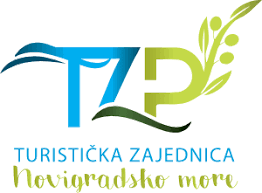 TZP
TURISTIČKA ZAJEDNICA
Novigradsko more